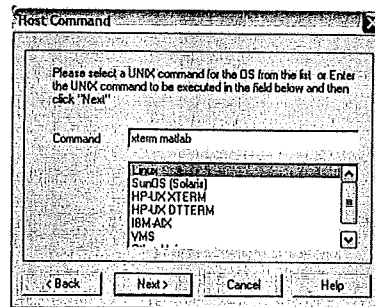 Host Command
Please select a UNIX command for the OS from the list or Enter
the UNIX command to be executed in the field below and then
click "Next"
Command
xterm matlab
Linux
SunOS (Solaris)
HP-UX XTERM
HP-UX DTTERM
IBM-AIX
VMS
< Back
Next >
Cancel
Help